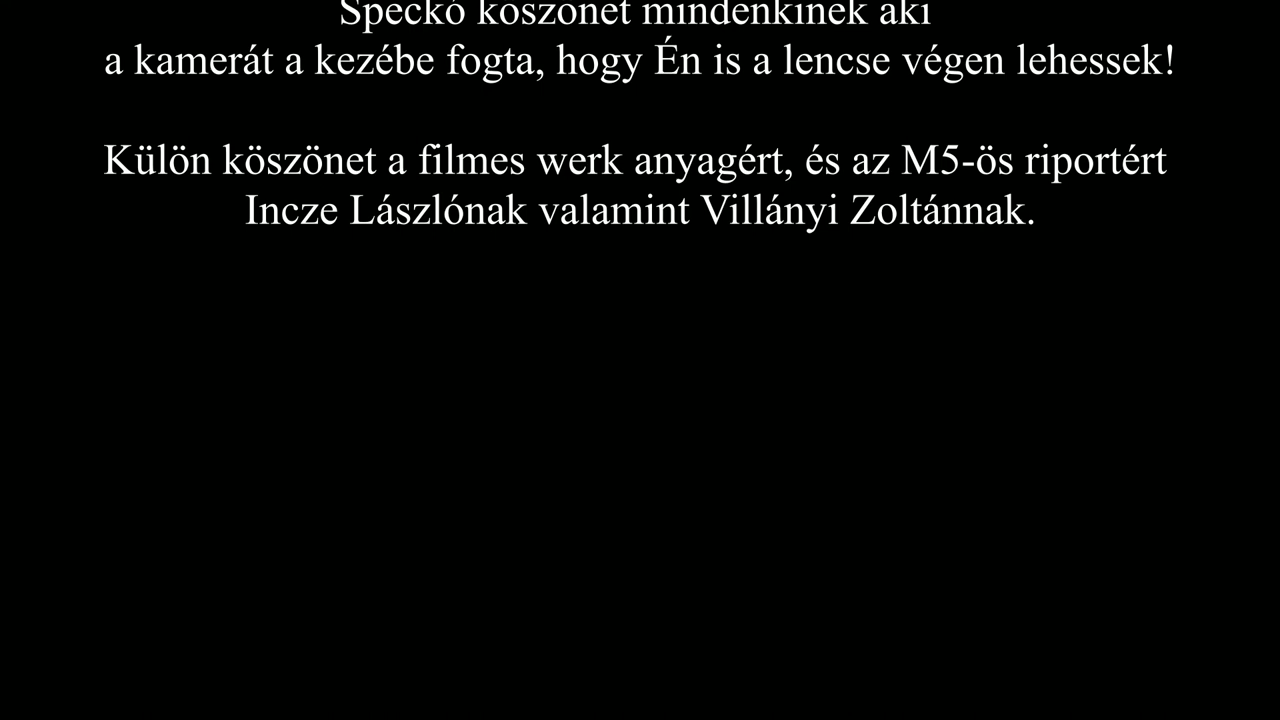 Speckó köszönet mindenkinek aki
a kamerát a kezébe fogta, hogy Én is a lencse végen lehessek!
Külön köszönet a filmes werk anyagért, és az M5-ös riportért
Incze Lászlónak valamint Villányi Zoltánnak.